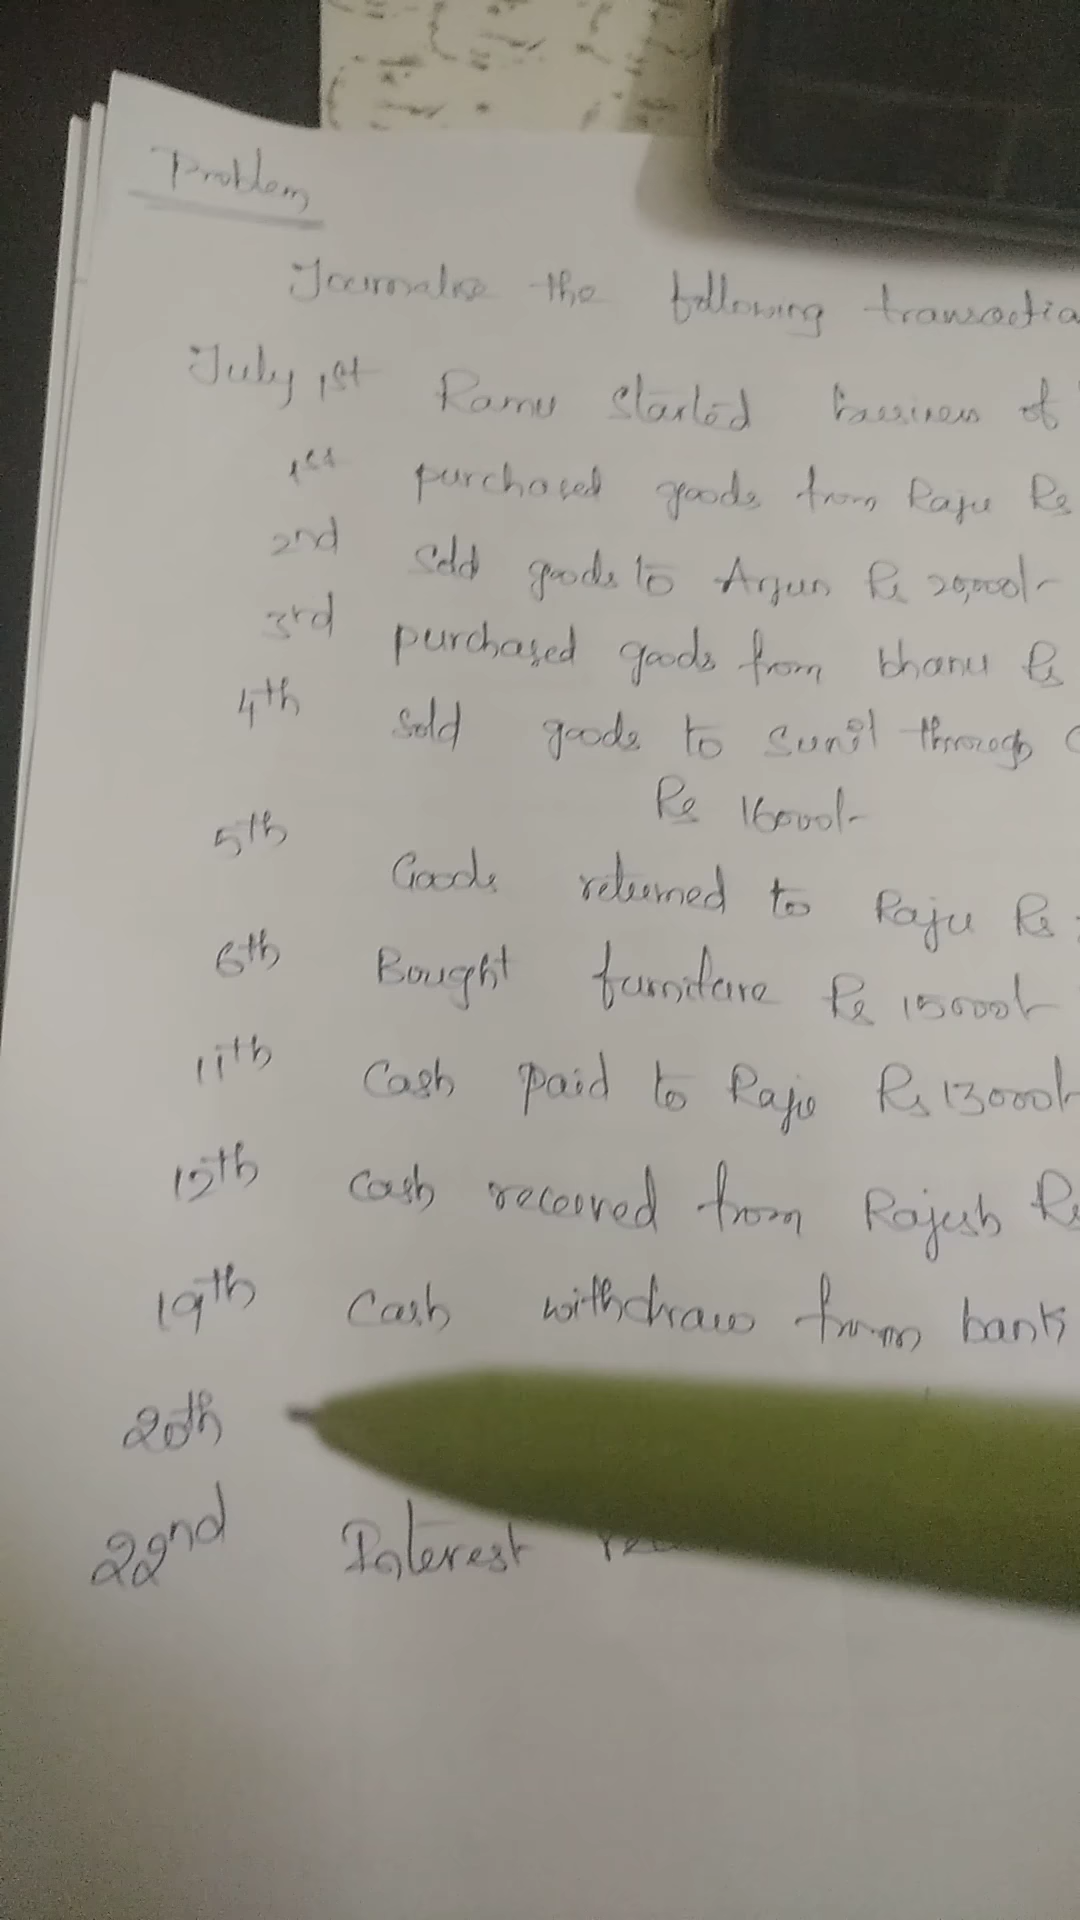 Problem
Journalise the following transactio
July 1st Ramu started business of
1st purchased goods from Raju Rs
2nd Sold goods to Arjun Rs 20,000/-
3rd purchased goods from bhanu Rs
4th Sold goods to Sunil through
Rs 16000/-
5th Goods returned to Raju Rs
6th Bought furniture Rs 15000/-
11th Cash paid to Raju Rs 13000/-
15th Cash received from Rajesh Rs
19th Cash withdraw from bank
20th
22nd Interest